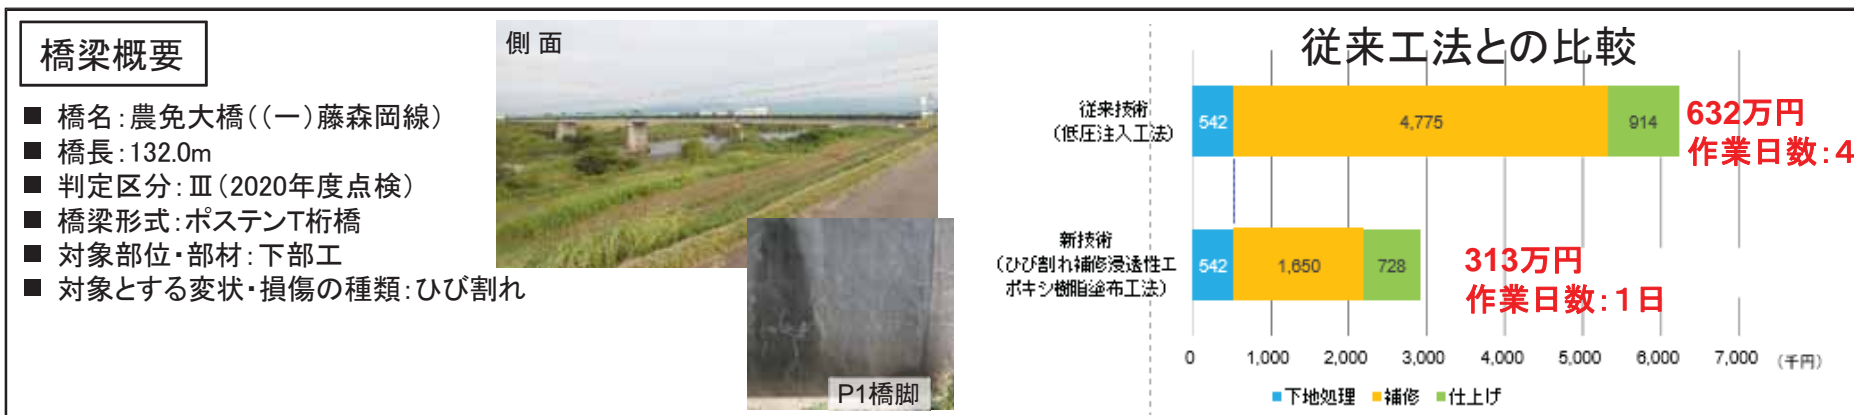 橋梁概要
■ 橋名:農免大橋((一)藤森岡線)
■ 橋長:132.0m
■ 判定区分:Ⅲ(2020年度点検)
■ 橋梁形式:ポステンT桁橋
■ 対象部位・部材:下部工
■ 対象とする変状・損傷の種類:ひび割れ
側 面
P1橋脚
従来工法との比較
従来技術
(低圧注入工法)
542
4,775
914
632万円
作業日数:4
新技術
(ひび割れ補修浸透性エ
ポキシ樹脂塗布工法)
542
1,650
728
313万円
作業日数:1日
0 1,000 2,000 3,000 4,000 5,000 6,000 7,000 (千円)
■下地処理 ■補修 ■仕上げ